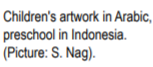 Children's artwork in Arabic,
preschool in Indonesia.
(Picture: S. Nag).